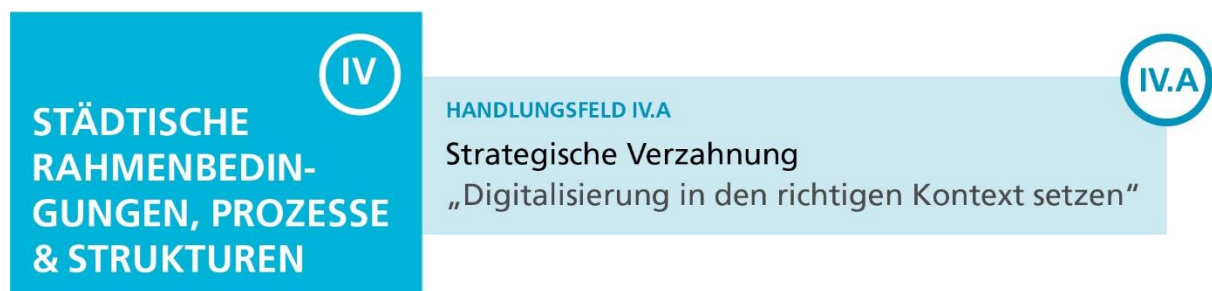 IV
STÄDTISCHE
RAHMENBEDIN-
GUNGEN, PROZESSE
& STRUKTUREN
IV.A
HANDLUNGSFELD IV.A
Strategische Verzahnung
„Digitalisierung in den richtigen Kontext setzen“